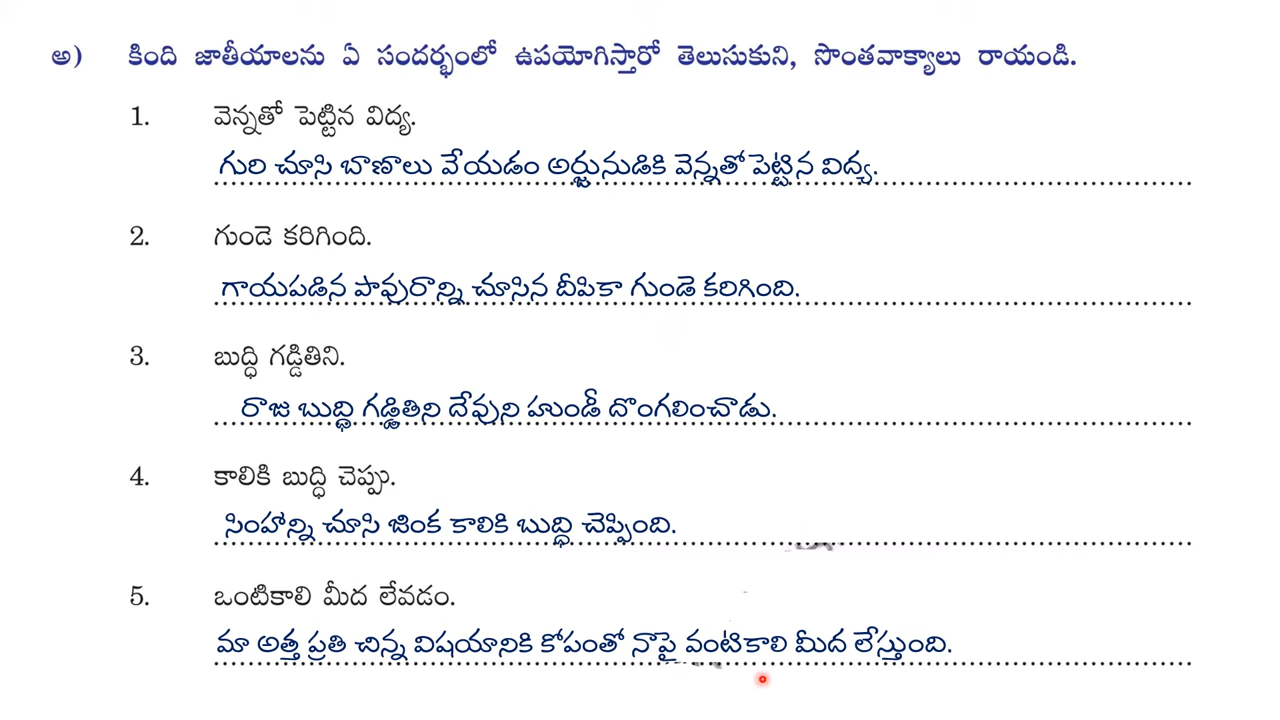 అ) కింది జాతీయాలను ఏ సందర్భంలో ఉపయోగిస్తారో తెలుసుకుని, సొంతవాక్యాలు రాయండి.
1. వెన్నతో పెట్టిన విద్య.
గురి చూసి బాణాలు వేయడం అర్జునుడికి వెన్నతో పెట్టిన విద్య.
2. గుండె కరిగింది.
గాయపడిన పావురాన్ని చూసిన దీపికా గుండె కరిగింది.
3. బుద్ధి గడ్డితిని.
రాజు బుద్ధి గడ్డితిని దేవుని హుండీ దొంగలించాడు.
4. కాలికి బుద్ధి చెప్పు.
సింహాన్ని చూసి జింక కాలికి బుద్ధి చెప్పింది.
5. ఒంటికాలి మీద లేవడం.
మా అత్త ప్రతి చిన్న విషయానికి కోపంతో నాపై వంటికాలి మీద లేస్తుంది.